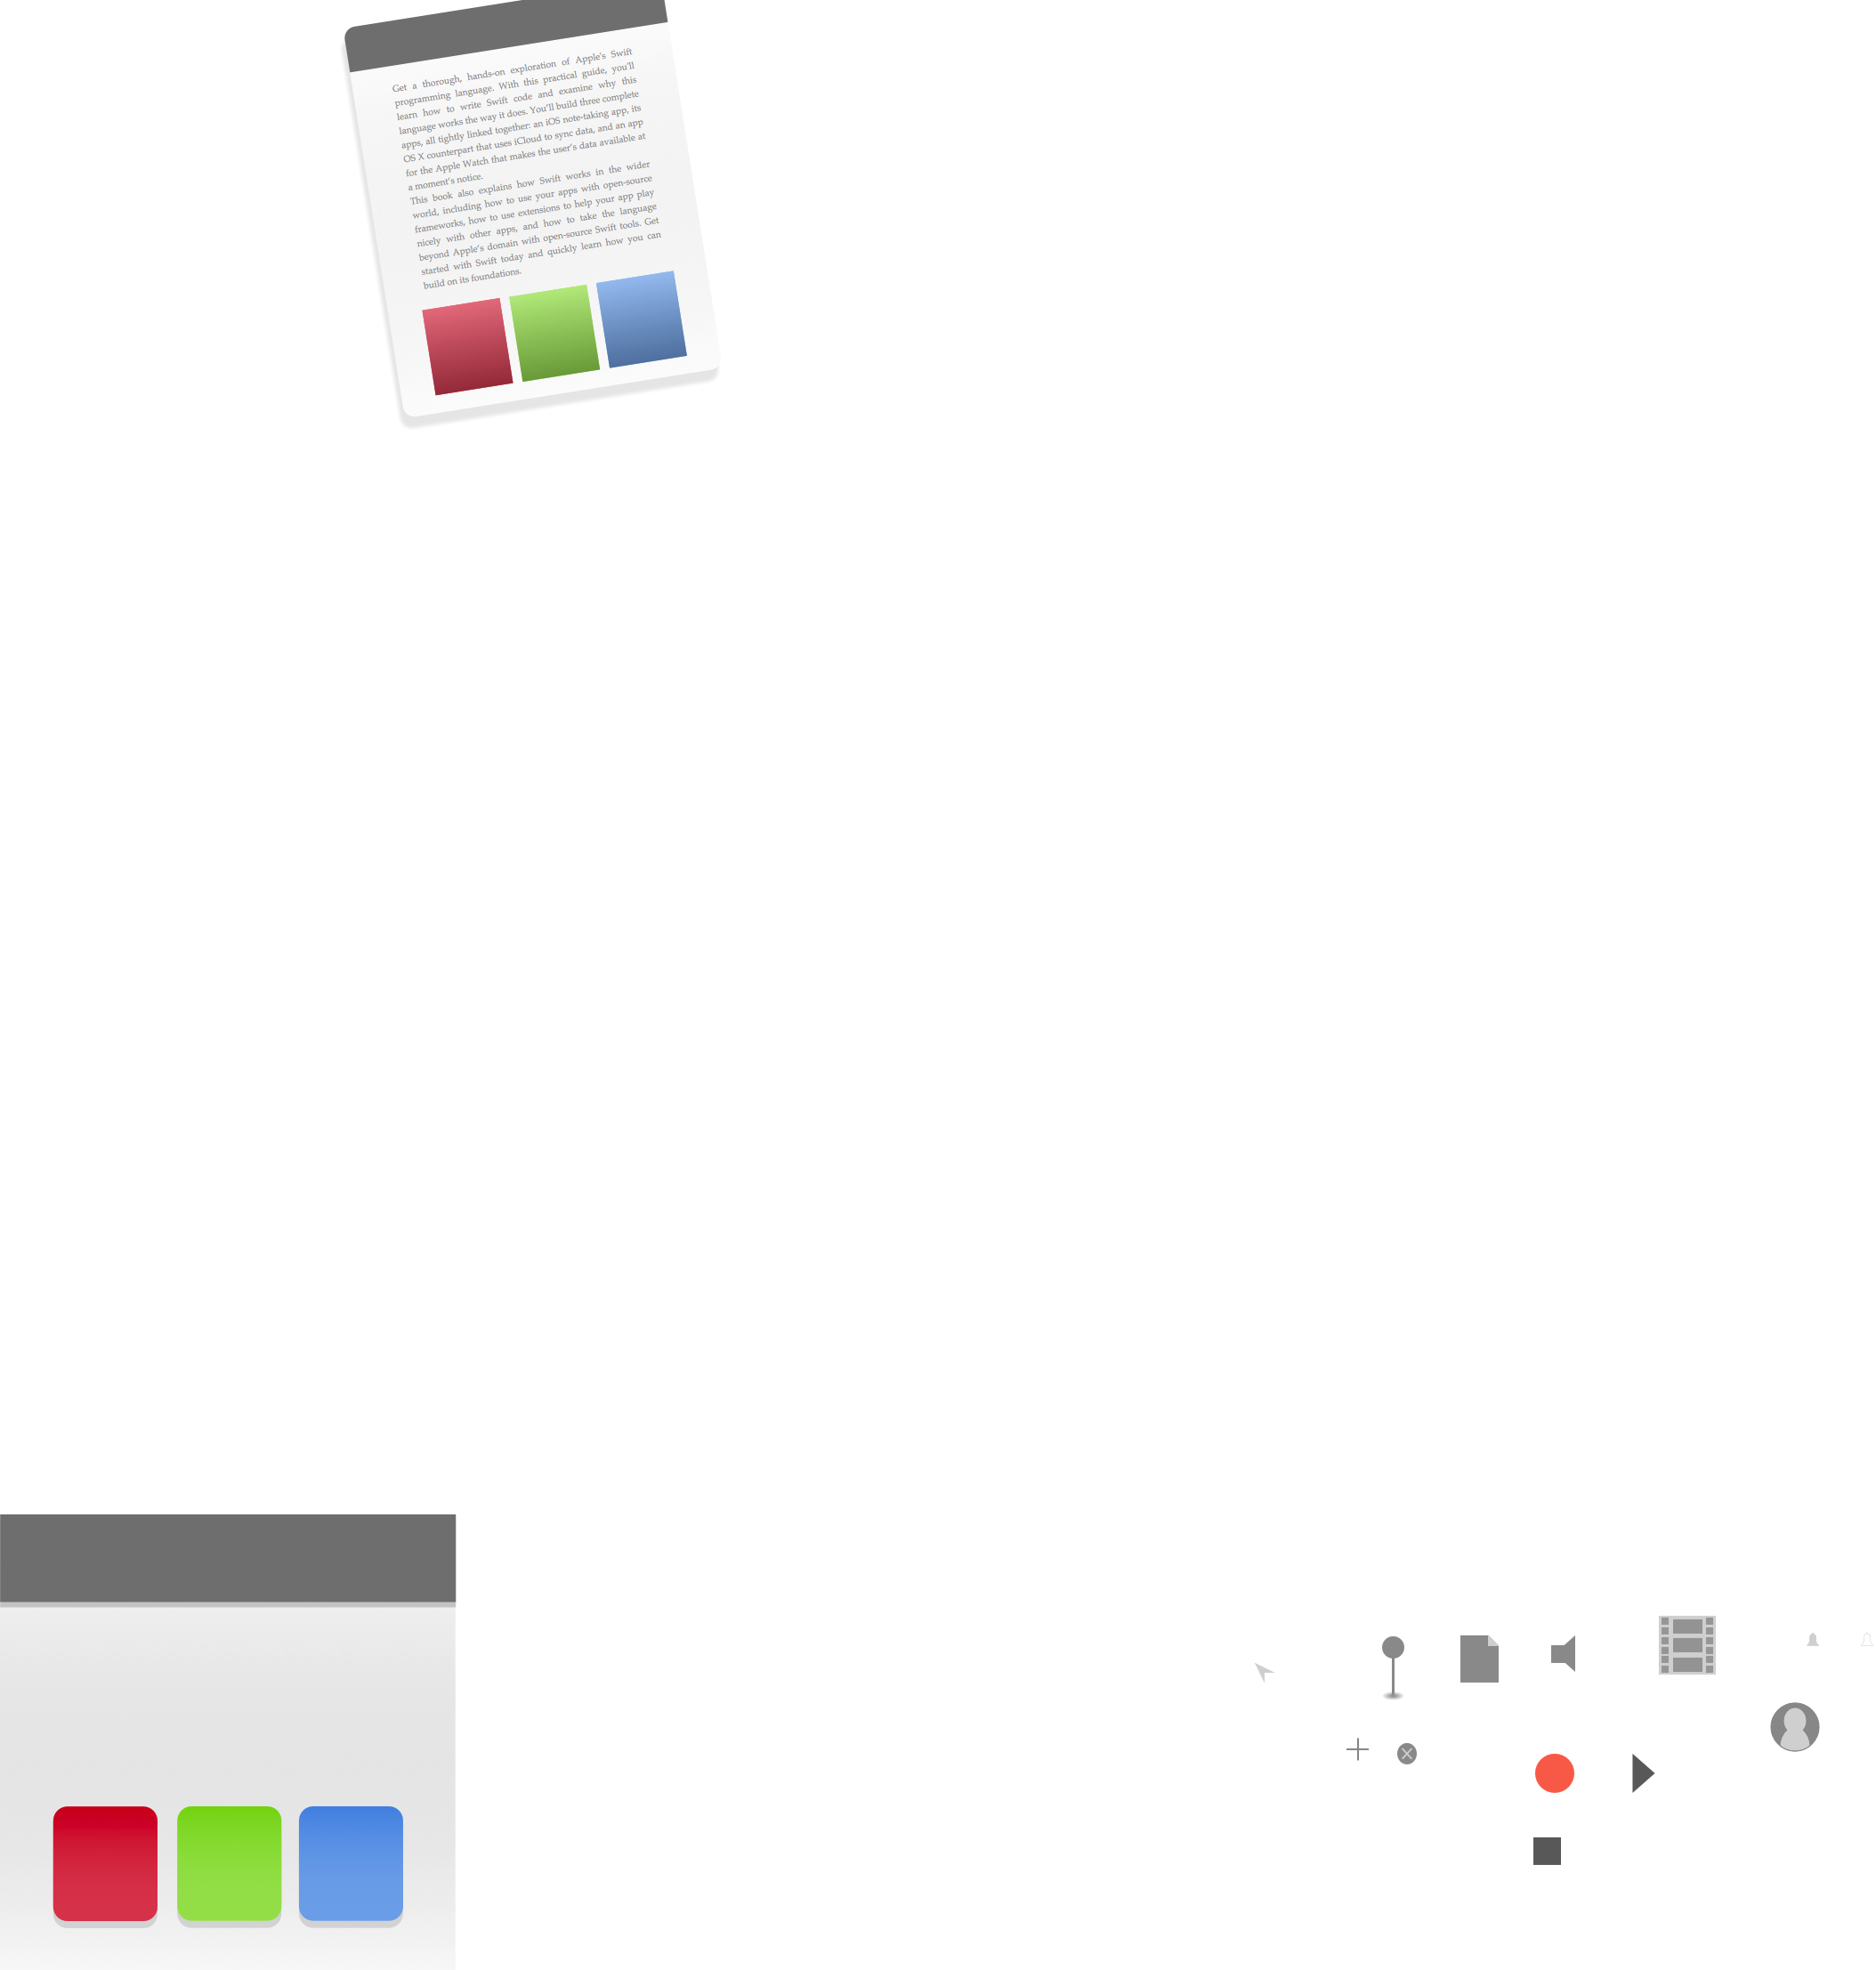 Get a thorough, hands-on exploration of Apple's Swift
programming language. With this practical guide, you'll
learn how to write Swift code and examine why this
language works the way it does. You'll build three complete
apps, all tightly linked together: an iOS note-taking app, its
OS X counterpart that uses iCloud to sync data, and an app
for the Apple Watch that makes the user's data available at
a moment's notice.
This book also explains how Swift works in the wider
world, including how to use your apps with open-source
frameworks, how to use extensions to help your app play
nicely with other apps, and how to take the language
beyond Apple's domain with open-source Swift tools. Get
started with Swift today and quickly learn how you can
build on its foundations.